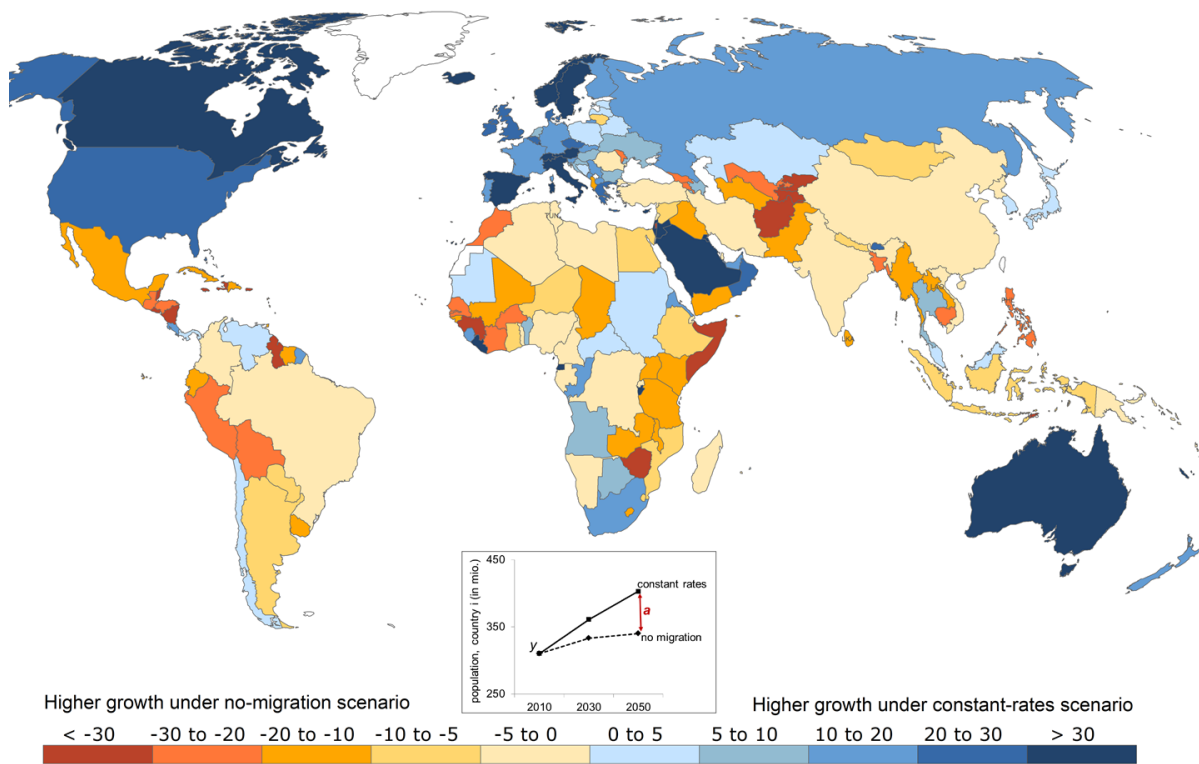 TUN
LKA
450
350
250
population, country i (in mio.)
y
constant rates
a
no migration
2010 2030 2050
Higher growth under no-migration scenario
Higher growth under constant-rates scenario
< -30 -30 to -20 -20 to -10 -10 to -5 -5 to 0 0 to 5 5 to 10 10 to 20 20 to 30 > 30